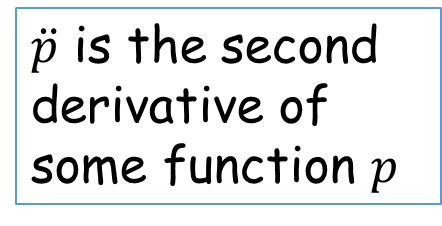 p̈ is the second
derivative of
some function p